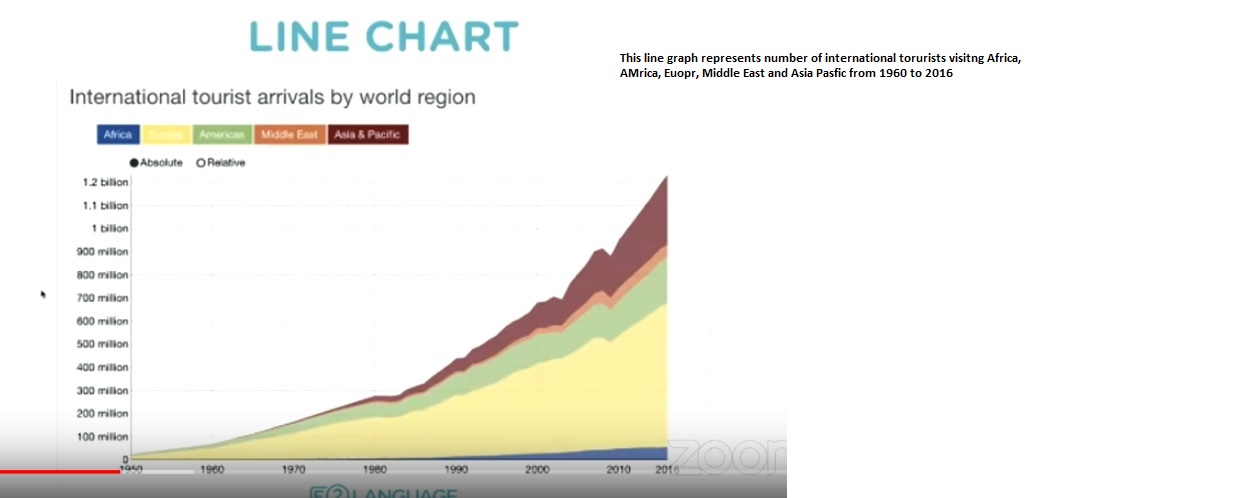 LINE CHART
This line graph represents number of international torurists visitng Africa,
AMrica, Euopr, Middle East and Asia Pasfic from 1960 to 2016
International tourist arrivals by world region
Africa Europe Americas Middle East Asia & Pacific
Absolute Relative
1.2 billion
1.1 billion
1 billion
900 million
800 million
700 million
600 million
500 million
400 million
300 million
200 million
100 million
0
1950 1960 1970 1980 1990 2000 2010 2016
zoom
E2 LANGUAGE